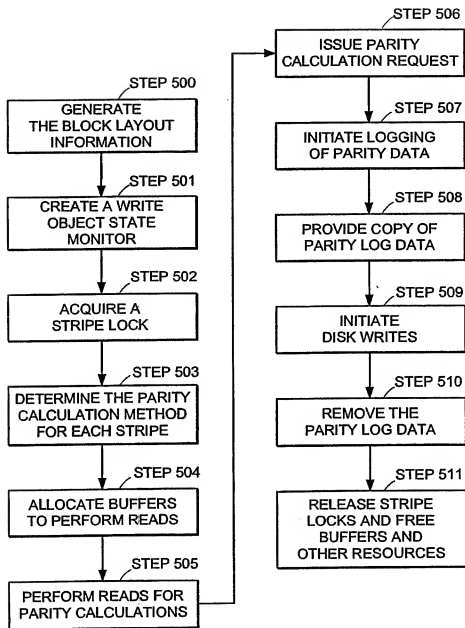 STEP 500
GENERATE
THE BLOCK LAYOUT
INFORMATION
STEP 501
CREATE A WRITE
OBJECT STATE
MONITOR
STEP 502
ACQUIRE A
STRIPE LOCK
STEP 503
DETERMINE THE PARITY
CALCULATION METHOD
FOR EACH STRIPE
STEP 504
ALLOCATE BUFFERS
TO PERFORM READS
STEP 505
PERFORM READS FOR
PARITY CALCULATIONS
STEP 506
ISSUE PARITY
CALCULATION REQUEST
STEP 507
INITIATE LOGGING
OF PARITY DATA
STEP 508
PROVIDE COPY OF
PARITY LOG DATA
STEP 509
INITIATE
DISK WRITES
STEP 510
REMOVE THE
PARITY LOG DATA
STEP 511
RELEASE STRIPE
LOCKS AND FREE
BUFFERS AND
OTHER RESOURCES